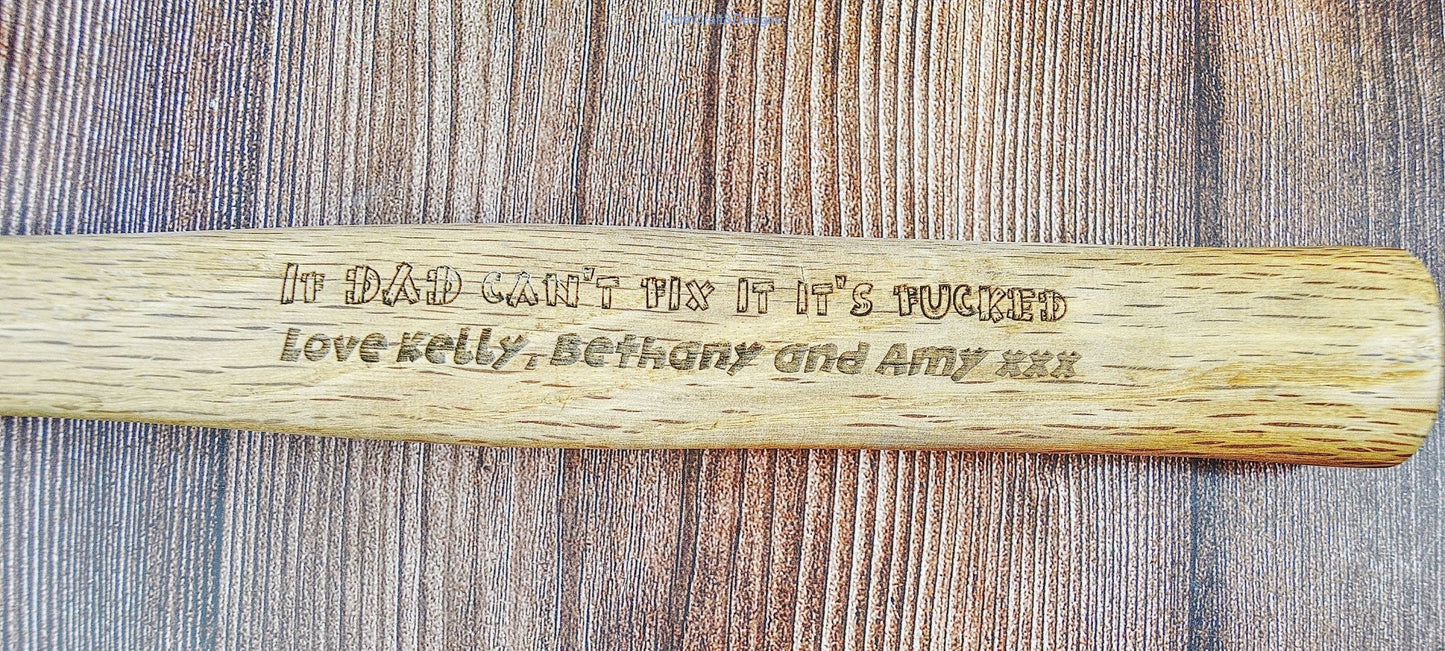 If DAD CAN'T FIX IT IT'S FUCKED
Love Kelly, Bethany and Amy xxx